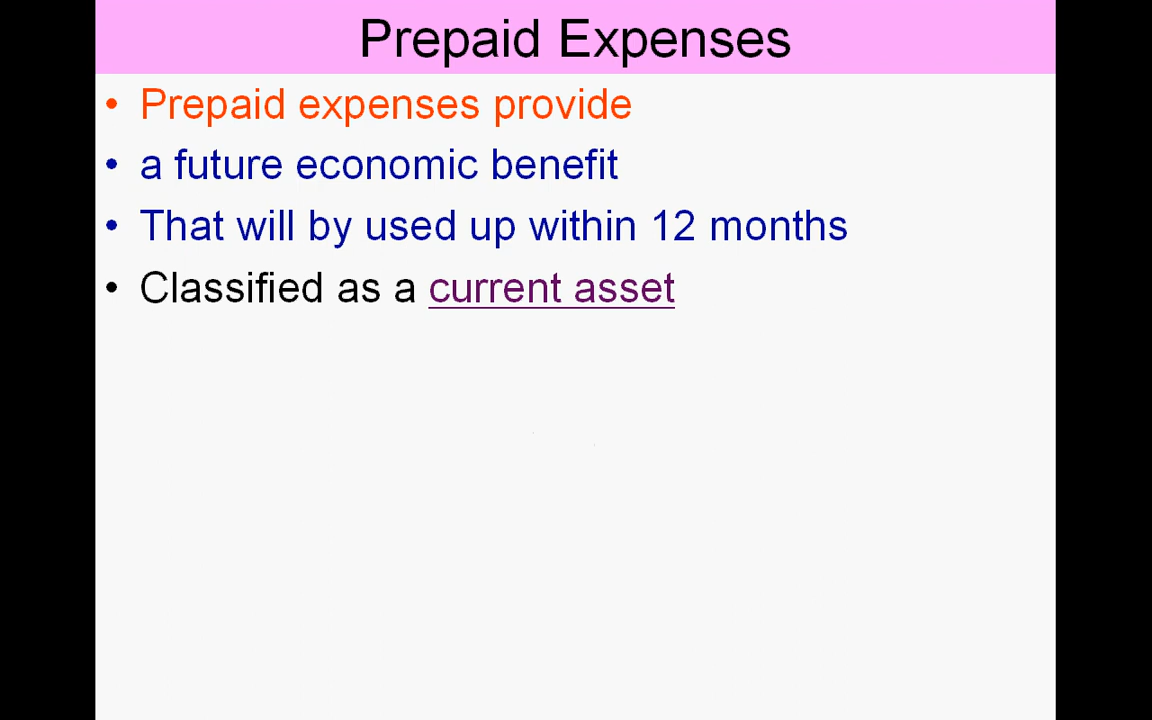 Prepaid Expenses
• Prepaid expenses provide
• a future economic benefit
• That will by used up within 12 months
• Classified as a current asset